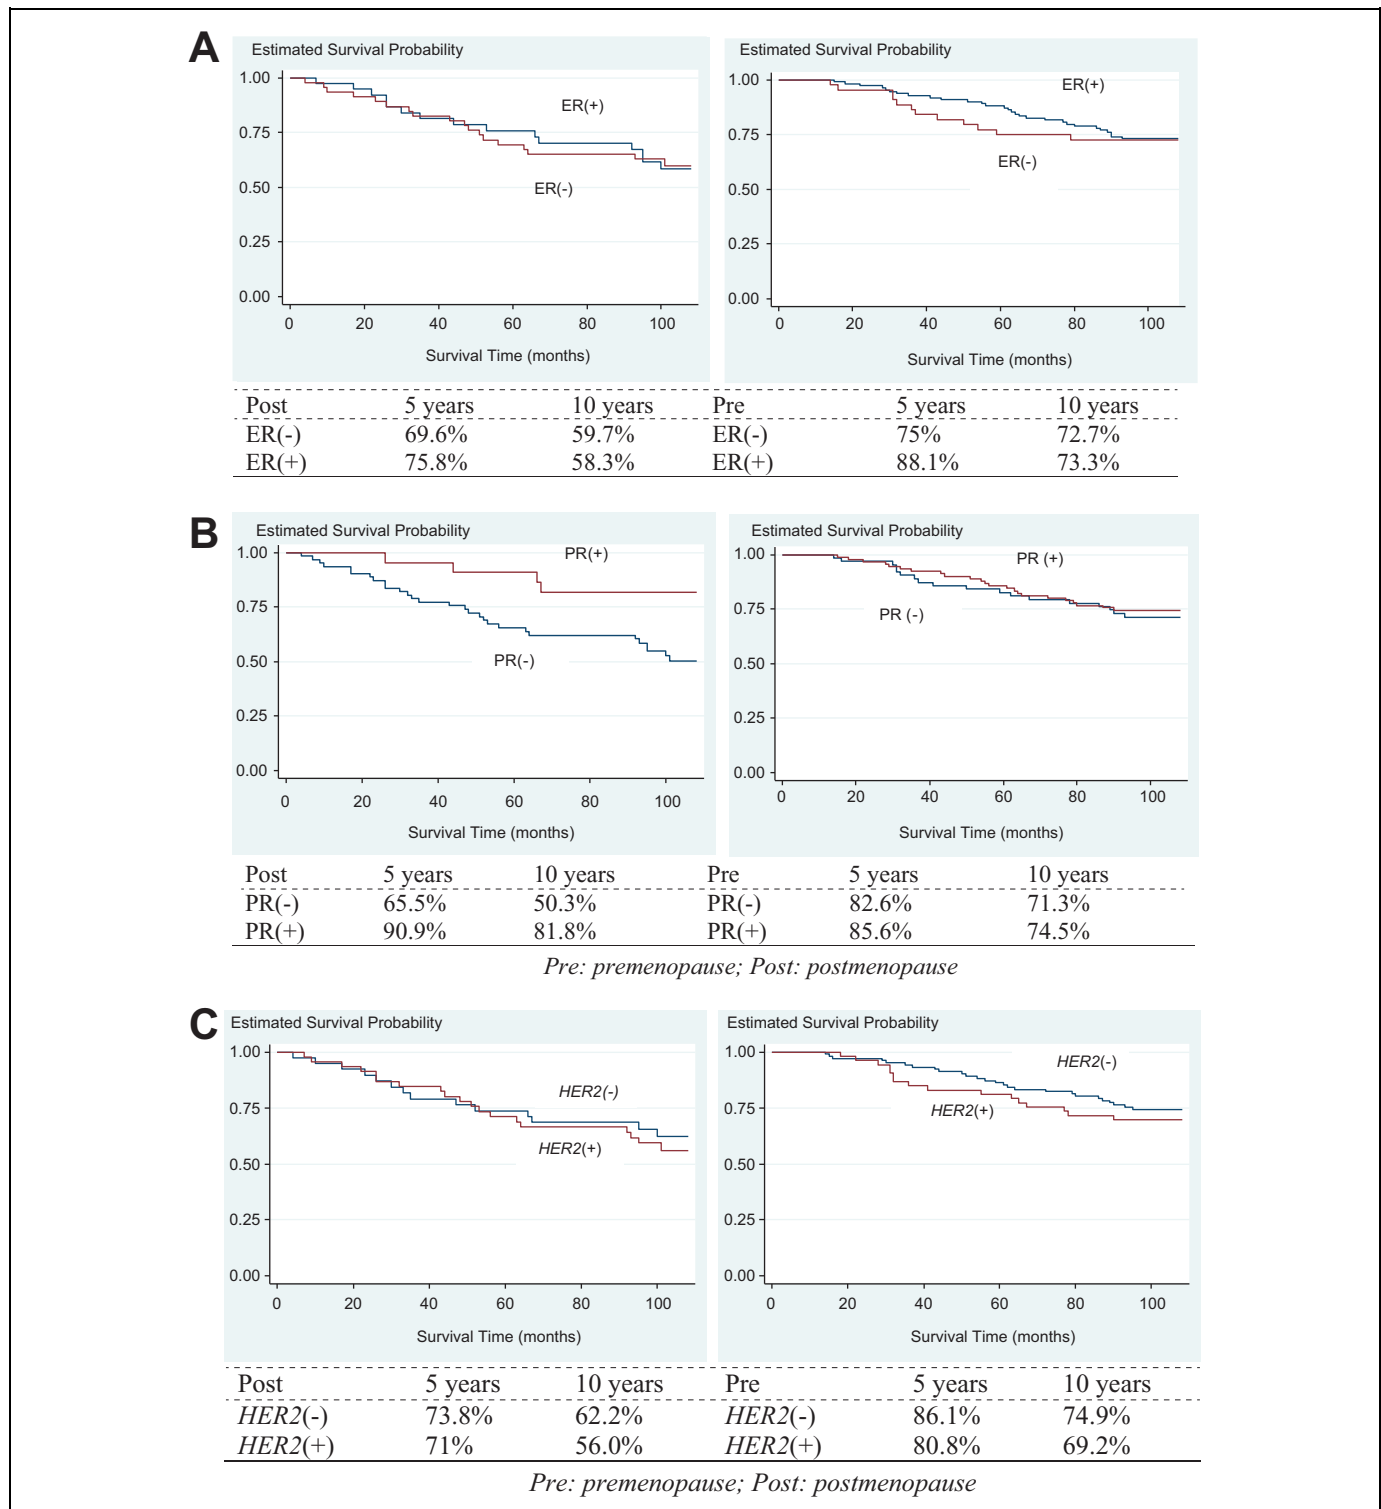 A
Estimated Survival Probability
1.00
0.75
0.50
0.25
0.00
ER(+)
ER(-)
0 20 40 60 80 100
Survival Time (months)
Estimated Survival Probability
1.00
0.75
0.50
0.25
0.00
ER(+)
ER(-)
0 20 40 60 80 100
Survival Time (months)
Post 5 years 10 years Pre 5 years 10 years
ER(-) 69.6% 59.7% ER(-) 75% 72.7%
ER(+) 75.8% 58.3% ER(+) 88.1% 73.3%
B
Estimated Survival Probability
1.00
0.75
0.50
0.25
0.00
PR(+)
PR(-)
0 20 40 60 80 100
Survival Time (months)
Estimated Survival Probability
1.00
0.75
0.50
0.25
0.00
PR (+)
PR (-)
0 20 40 60 80 100
Survival Time (months)
Post 5 years 10 years Pre 5 years 10 years
PR(-) 65.5% 50.3% PR(-) 82.6% 71.3%
PR(+) 90.9% 81.8% PR(+) 85.6% 74.5%
Pre: premenopause; Post: postmenopause
C
Estimated Survival Probability
1.00
0.75
0.50
0.25
0.00
HER2(-)
HER2(+)
0 20 40 60 80 100
Survival Time (months)
Estimated Survival Probability
1.00
0.75
0.50
0.25
0.00
HER2(-)
HER2(+)
0 20 40 60 80 100
Survival Time (months)
Post 5 years 10 years Pre 5 years 10 years
HER2(-) 73.8% 62.2% HER2(-) 86.1% 74.9%
HER2(+) 71% 56.0% HER2(+) 80.8% 69.2%
Pre: premenopause; Post: postmenopause